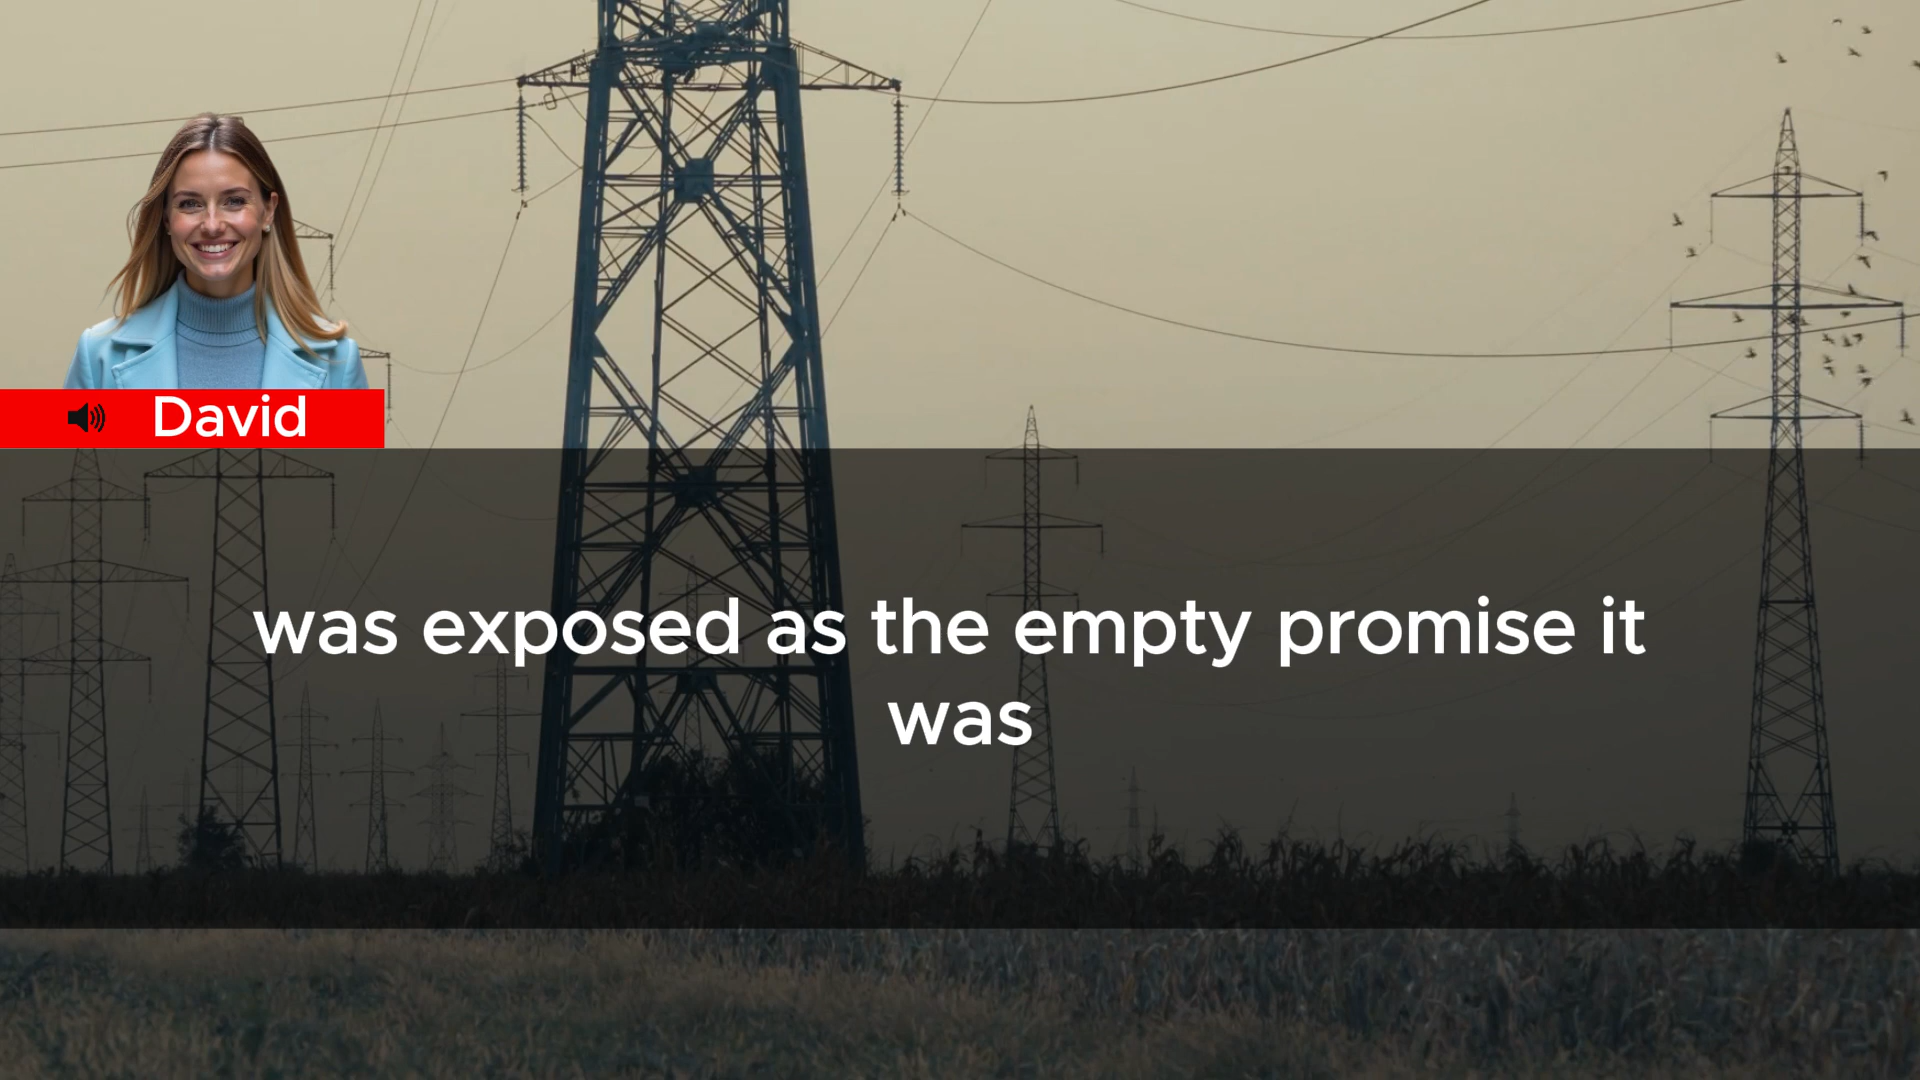 David
was exposed as the empty promise it
was